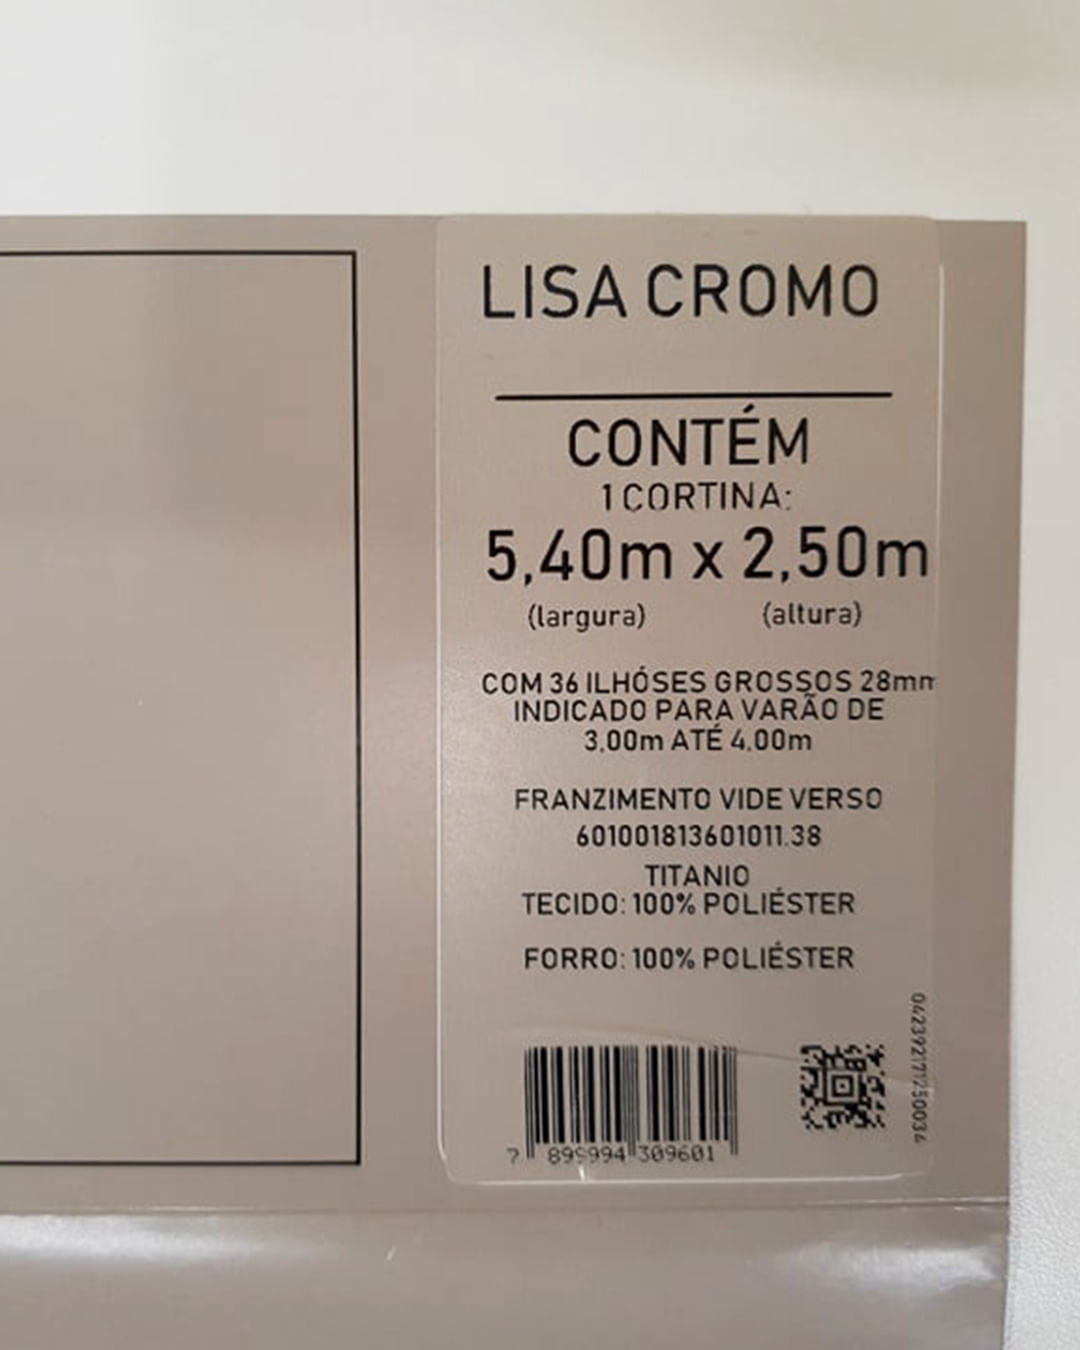 LISA CROMO
CONTÉM
1 CORTINA:
5,40m x 2,50m
(largura) (altura)
COM 36 ILHÓSES GROSSOS 28mm
INDICADO PARA VARÃO DE
3,00m ATÉ 4,00m
FRANZIMENTO VIDE VERSO
601001813601011.38
TITANIO
TECIDO: 100% POLIÉSTER
FORRO: 100% POLIÉSTER
7 899994 309601